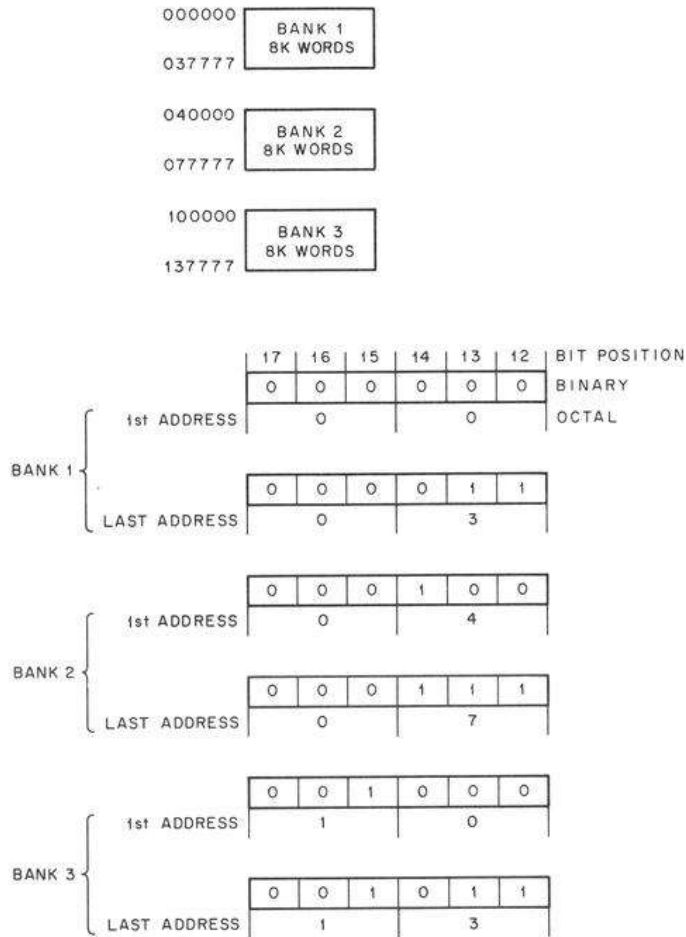 000000
BANK 1
8K WORDS
037777
040000
BANK 2
8K WORDS
077777
100000
BANK 3
8K WORDS
137777
17 16 15 14 13 12 BIT POSITION
0 0 0 0 0 0 BINARY
1st ADDRESS 0 0 OCTAL
BANK 1
0 0 0 0 1 1
LAST ADDRESS 0 3
0 0 0 1 0 0
1st ADDRESS 0 4
BANK 2
0 0 0 1 1 1
LAST ADDRESS 0 7
0 0 1 0 0 0
1st ADDRESS 1 0
BANK 3
0 0 1 0 1 1
LAST ADDRESS 1 3